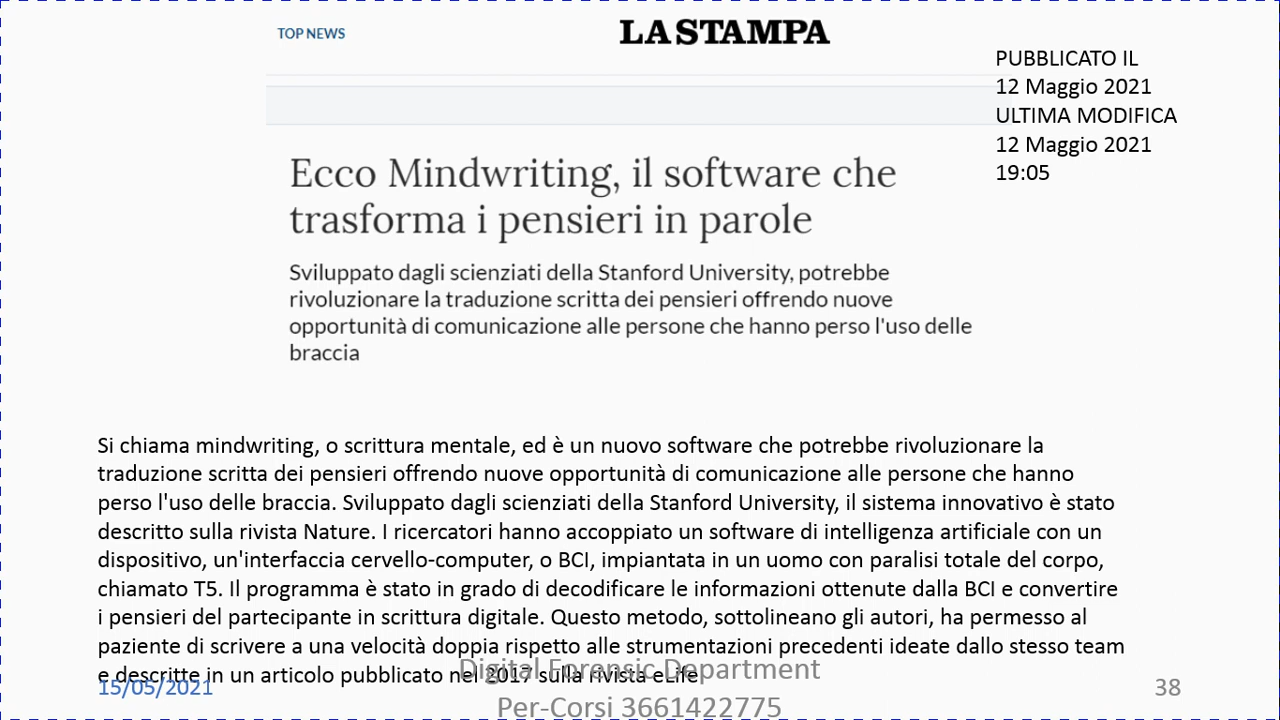 TOP NEWS
LA STAMPA
PUBBLICATO IL
12 Maggio 2021
ULTIMA MODIFICA
12 Maggio 2021
19:05
Ecco Mindwriting, il software che
trasforma i pensieri in parole
Sviluppato dagli scienziati della Stanford University, potrebbe
rivoluzionare la traduzione scritta dei pensieri offrendo nuove
opportunità di comunicazione alle persone che hanno perso l'uso delle
braccia
Si chiama mindwriting, o scrittura mentale, ed è un nuovo software che potrebbe rivoluzionare la
traduzione scritta dei pensieri offrendo nuove opportunità di comunicazione alle persone che hanno
perso l'uso delle braccia. Sviluppato dagli scienziati della Stanford University, il sistema innovativo è stato
descritto sulla rivista Nature. I ricercatori hanno accoppiato un software di intelligenza artificiale con un
dispositivo, un'interfaccia cervello-computer, o BCI, impiantata in un uomo con paralisi totale del corpo,
chiamato T5. Il programma è stato in grado di decodificare le informazioni ottenute dalla BCI e convertire
i pensieri del partecipante in scrittura digitale. Questo metodo, sottolineano gli autori, ha permesso al
paziente di scrivere a una velocità doppia rispetto alle strumentazioni precedenti ideate dallo stesso team
e descritte in un articolo pubblicato nel 2017 sulla rivista eLife
15/05/2021
Digital Forensic Department
Per-Corsi 3661422775
38